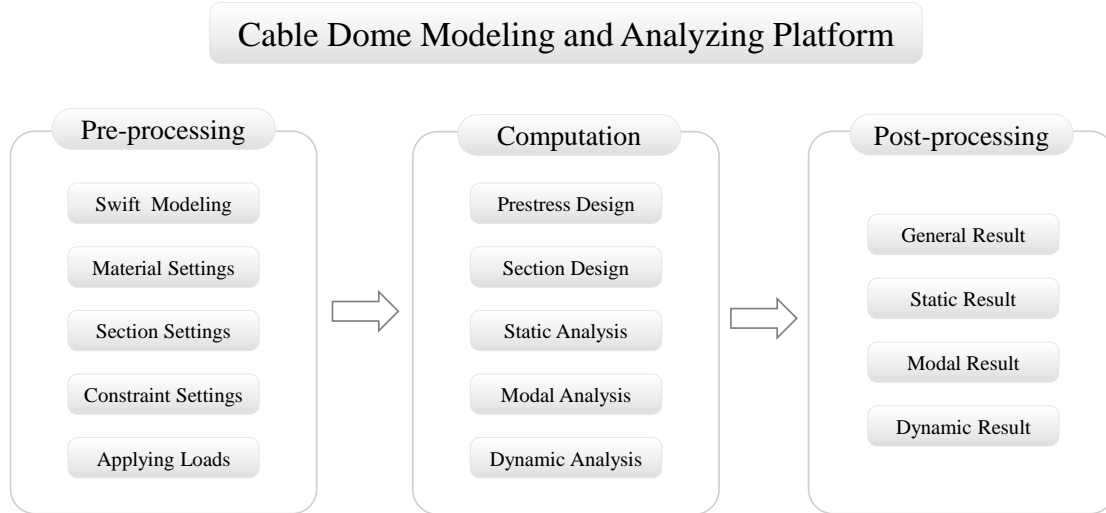 Cable Dome Modeling and Analyzing Platform
Pre-processing
Swift Modeling
Material Settings
Section Settings
Constraint Settings
Applying Loads
Computation
Prestress Design
Section Design
Static Analysis
Modal Analysis
Dynamic Analysis
Post-processing
General Result
Static Result
Modal Result
Dynamic Result